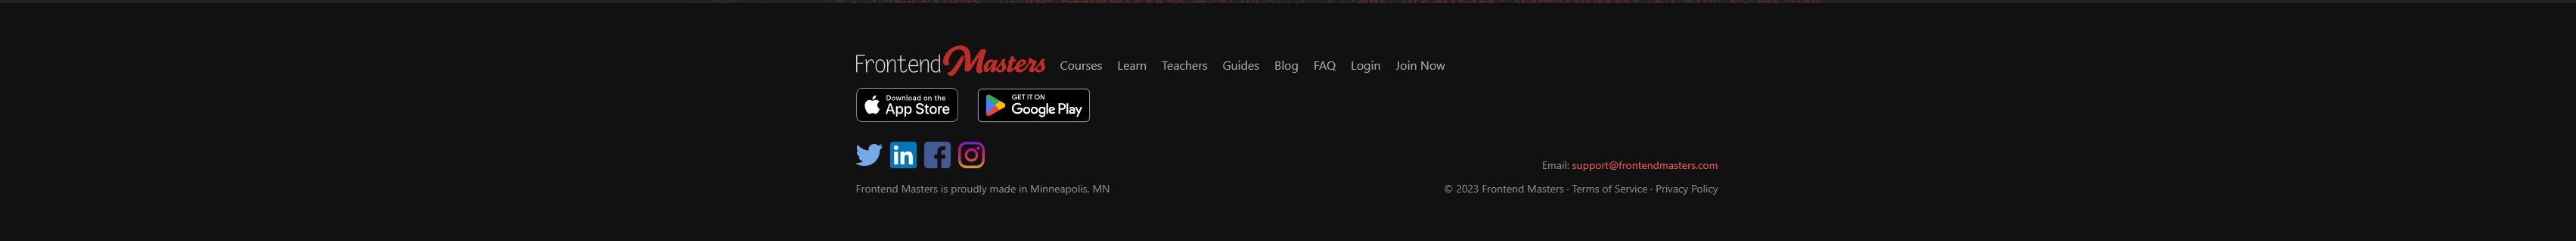 Frontend Masters Courses Learn Teachers Guides Blog FAQ Login Join Now
Download on the
App Store
GET IT ON
Google Play
in f
Email: support@frontendmasters.com
Frontend Masters is proudly made in Minneapolis, MN
© 2023 Frontend Masters · Terms of Service · Privacy Policy